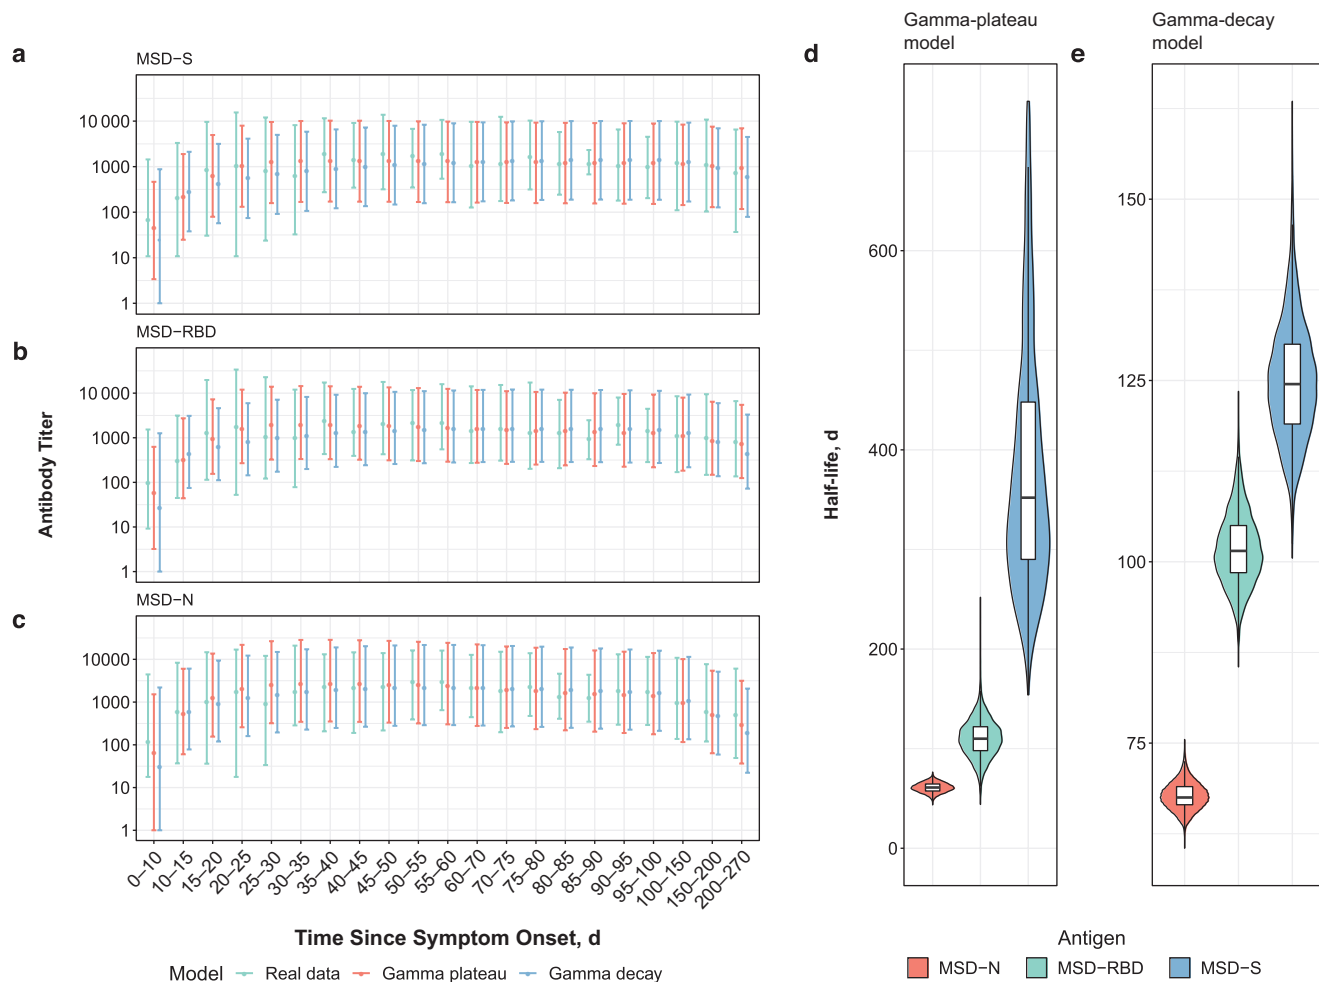 a
MSD−S
10 000
1000
100
10
1
b
MSD−RBD
10 000
1000
100
10
1
c
MSD−N
10000
1000
100
10
1
Antibody Titer
0–10
10–15
15–20
20–25
25–30
30–35
35–40
40–45
45–50
50–55
55–60
60–70
70–75
75–80
80–85
85–90
90–95
95–100
100–150
150–200
200–270
Time Since Symptom Onset, d
Model Real data Gamma plateau Gamma decay
d
Gamma-plateau
model
600
400
200
0
Half-life, d
e
Gamma-decay
model
150
125
100
75
Antigen
MSD−N MSD−RBD MSD−S